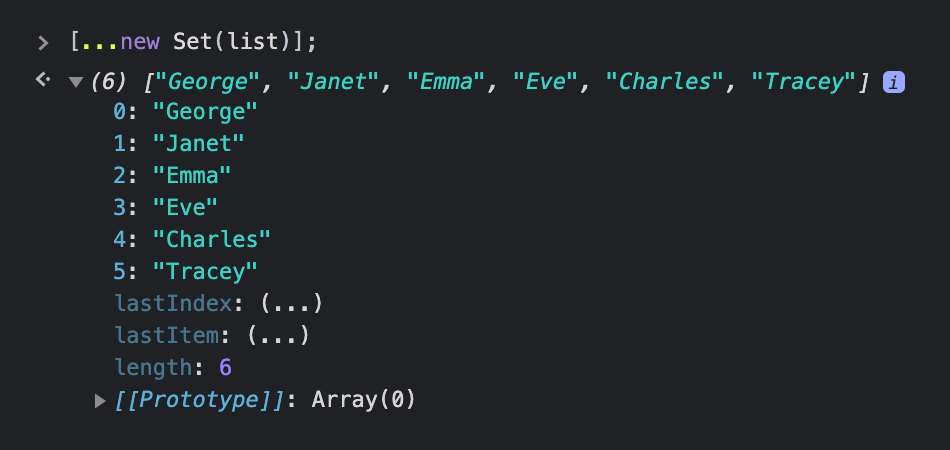 > [...new Set(list)];
<· ▼ (6) ["George", "Janet", "Emma", "Eve", "Charles", "Tracey"] i
0: "George"
1: "Janet"
2: "Emma"
3: "Eve"
4: "Charles"
5: "Tracey"
lastIndex: (...)
lastItem: (...)
length: 6
▶ [[Prototype]]: Array(0)